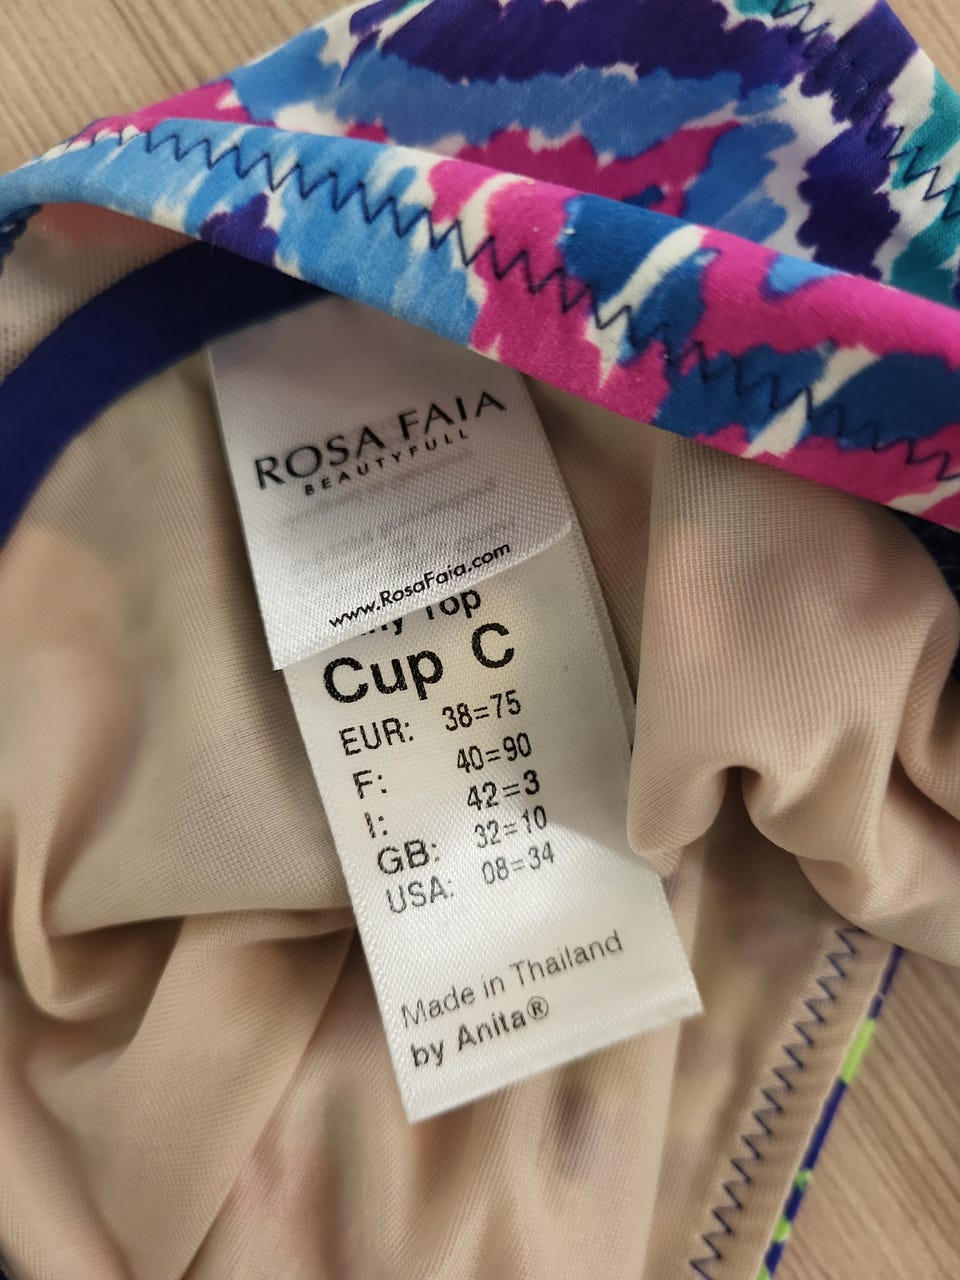 ROSA FAIA
BEAUTYFULL
www.RosaFaia.com
Top
Cup C
EUR: 38=75
F: 40=90
I: 42=3
GB: 32=10
USA: 08=34
Made in Thailand
by Anita®